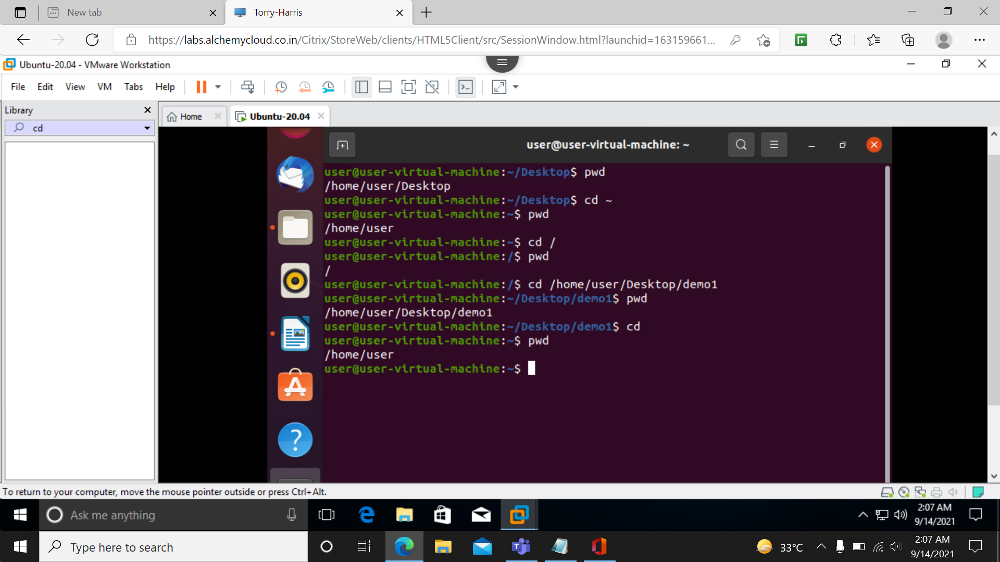 New tab
Torry-Harris
https://labs.alchemycloud.co.in/Citrix/StoreWeb/clients/HTML5Client/src/SessionWindow.html?launchid=163159661...
Ubuntu-20.04 - VMware Workstation
File Edit View VM Tabs Help
Library
cd
Home
Ubuntu-20.04
user@user-virtual-machine: ~
user@user-virtual-machine:~/Desktop$ pwd
/home/user/Desktop
user@user-virtual-machine:~/Desktop$ cd ~
user@user-virtual-machine:~$ pwd
/home/user
user@user-virtual-machine:~$ cd /
user@user-virtual-machine:/$ pwd
/
user@user-virtual-machine:/$ cd /home/user/Desktop/demo1
user@user-virtual-machine:~/Desktop/demo1$ pwd
/home/user/Desktop/demo1
user@user-virtual-machine:~/Desktop/demo1$ cd
user@user-virtual-machine:~$ pwd
/home/user
user@user-virtual-machine:~$
To return to your computer, move the mouse pointer outside or press Ctrl+Alt.
Ask me anything
2:07 AM
9/14/2021
Type here to search
33°C
2:07 AM
9/14/2021